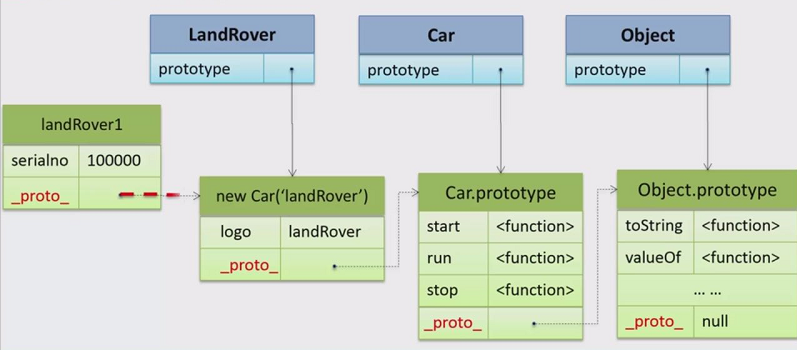 LandRover
prototype
Car
prototype
Object
prototype
landRover1
serialno 100000
_proto_
new Car(‘landRover’)
logo landRover
_proto_
Car.prototype
start <function>
run <function>
stop <function>
_proto_
Object.prototype
toString <function>
valueOf <function>
... ...
_proto_ null